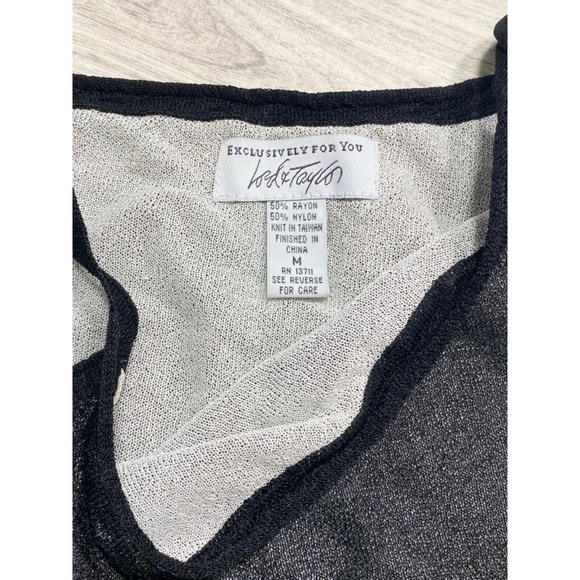 EXCLUSIVELY FOR YOU
Lord & Taylor
50% RAYON
50% NYLON
KNIT IN TAIWAN
FINISHED IN
CHINA
M
RN 13711
SEE REVERSE
FOR CARE